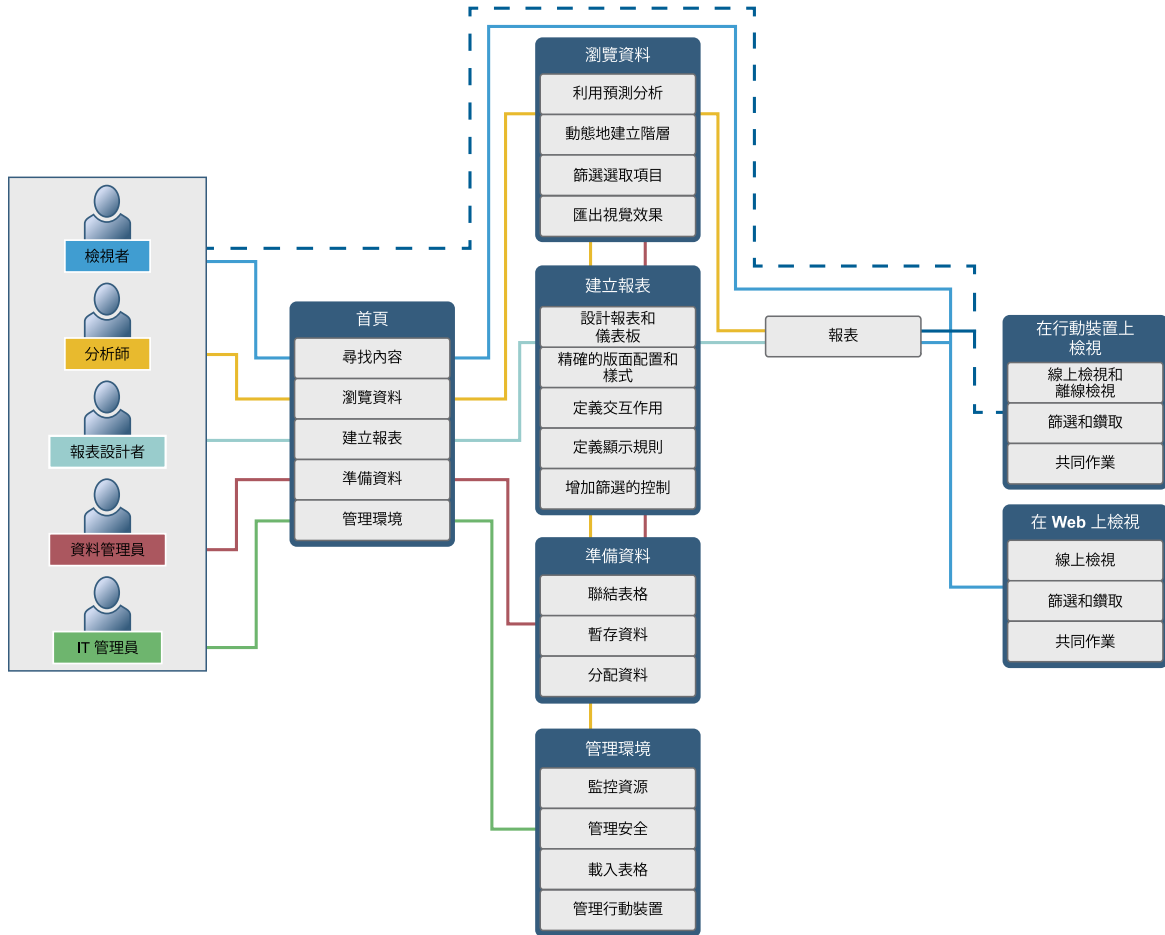 檢視者
分析師
報表設計者
資料管理員
IT 管理員
首頁
尋找內容
瀏覽資料
建立報表
準備資料
管理環境
瀏覽資料
利用預測分析
動態地建立階層
篩選選取項目
匯出視覺效果
建立報表
設計報表和
儀表板
精確的版面配置和
樣式
定義交互作用
定義顯示規則
增加篩選的控制
準備資料
聯結表格
暫存資料
分配資料
管理環境
監控資源
管理安全
載入表格
管理行動裝置
報表
在行動裝置上
檢視
線上檢視和
離線檢視
篩選和鑽取
共同作業
在 Web 上檢視
線上檢視
篩選和鑽取
共同作業